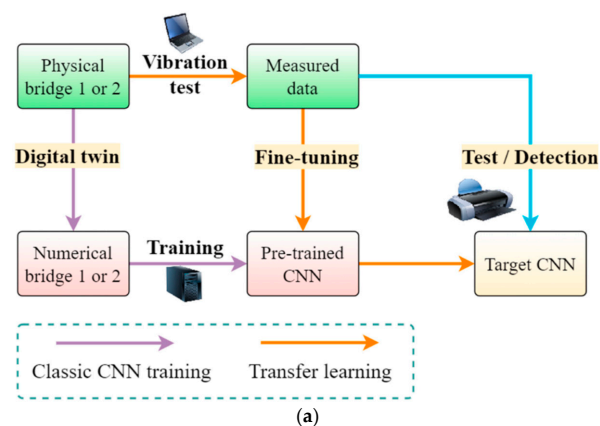 Physical
bridge 1 or 2
Vibration
test
Measured
data
Digital twin
Fine-tuning
Test / Detection
Numerical
bridge 1 or 2
Training
Pre-trained
CNN
Target CNN
Classic CNN training
Transfer learning
(a)